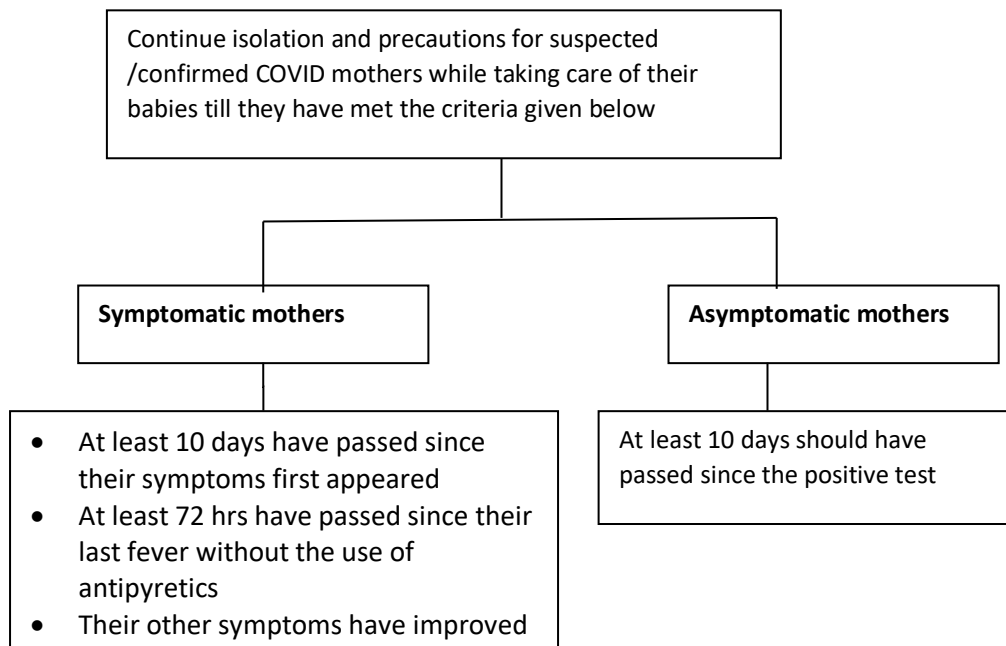 Continue isolation and precautions for suspected
/confirmed COVID mothers while taking care of their
babies till they have met the criteria given below
Symptomatic mothers
Asymptomatic mothers
• At least 10 days have passed since
their symptoms first appeared
• At least 72 hrs have passed since their
last fever without the use of
antipyretics
• Their other symptoms have improved
At least 10 days should have
passed since the positive test